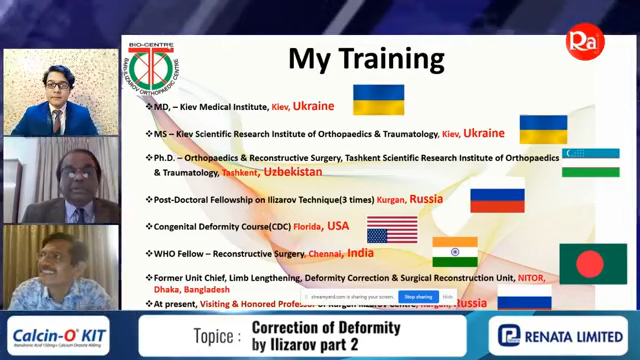 BIO-CENTRE
BARI-ILIZAROV ORTHOPAEDIC CENTRE
My Training
Ra
MD, – Kiev Medical Institute, Kiev, Ukraine
MS – Kiev Scientific Research Institute of Orthopaedics & Traumatology, Kiev, Ukraine
Ph.D. – Orthopaedics & Reconstructive Surgery, Tashkent Scientific Research Institute of Orthopaedics
& Traumatology, Tashkent, Uzbekistan
Post-Doctoral Fellowship on Ilizarov Technique(3 times) Kurgan, Russia
Congenital Deformity Course(CDC) Florida, USA
WHO Fellow – Reconstructive Surgery, Chennai, India
Former Unit Chief, Limb Lengthening, Deformity Correction & Surgical Reconstruction Unit, NITOR,
Dhaka, Bangladesh
streamyard.com is sharing your screen. Stop sharing Hide
At present, Visiting & Honored Professor Russia
Calcin-O KIT
Topice : Correction of Deformity
by Ilizarov part 2
RENATA LIMITED